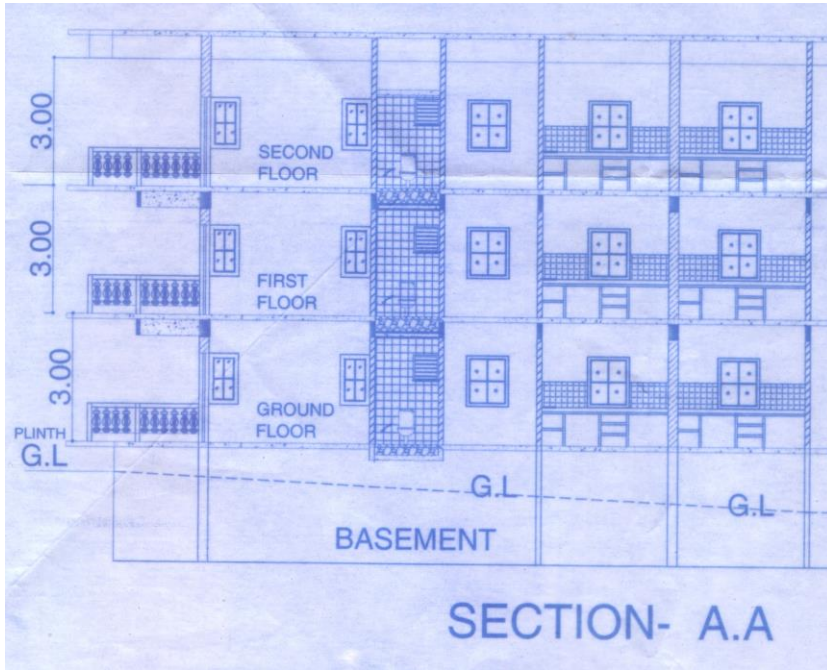 3.00
SECOND
FLOOR
3.00
FIRST
FLOOR
3.00
GROUND
FLOOR
PLINTH
G.L
G.L
G.L
BASEMENT
SECTION- A.A